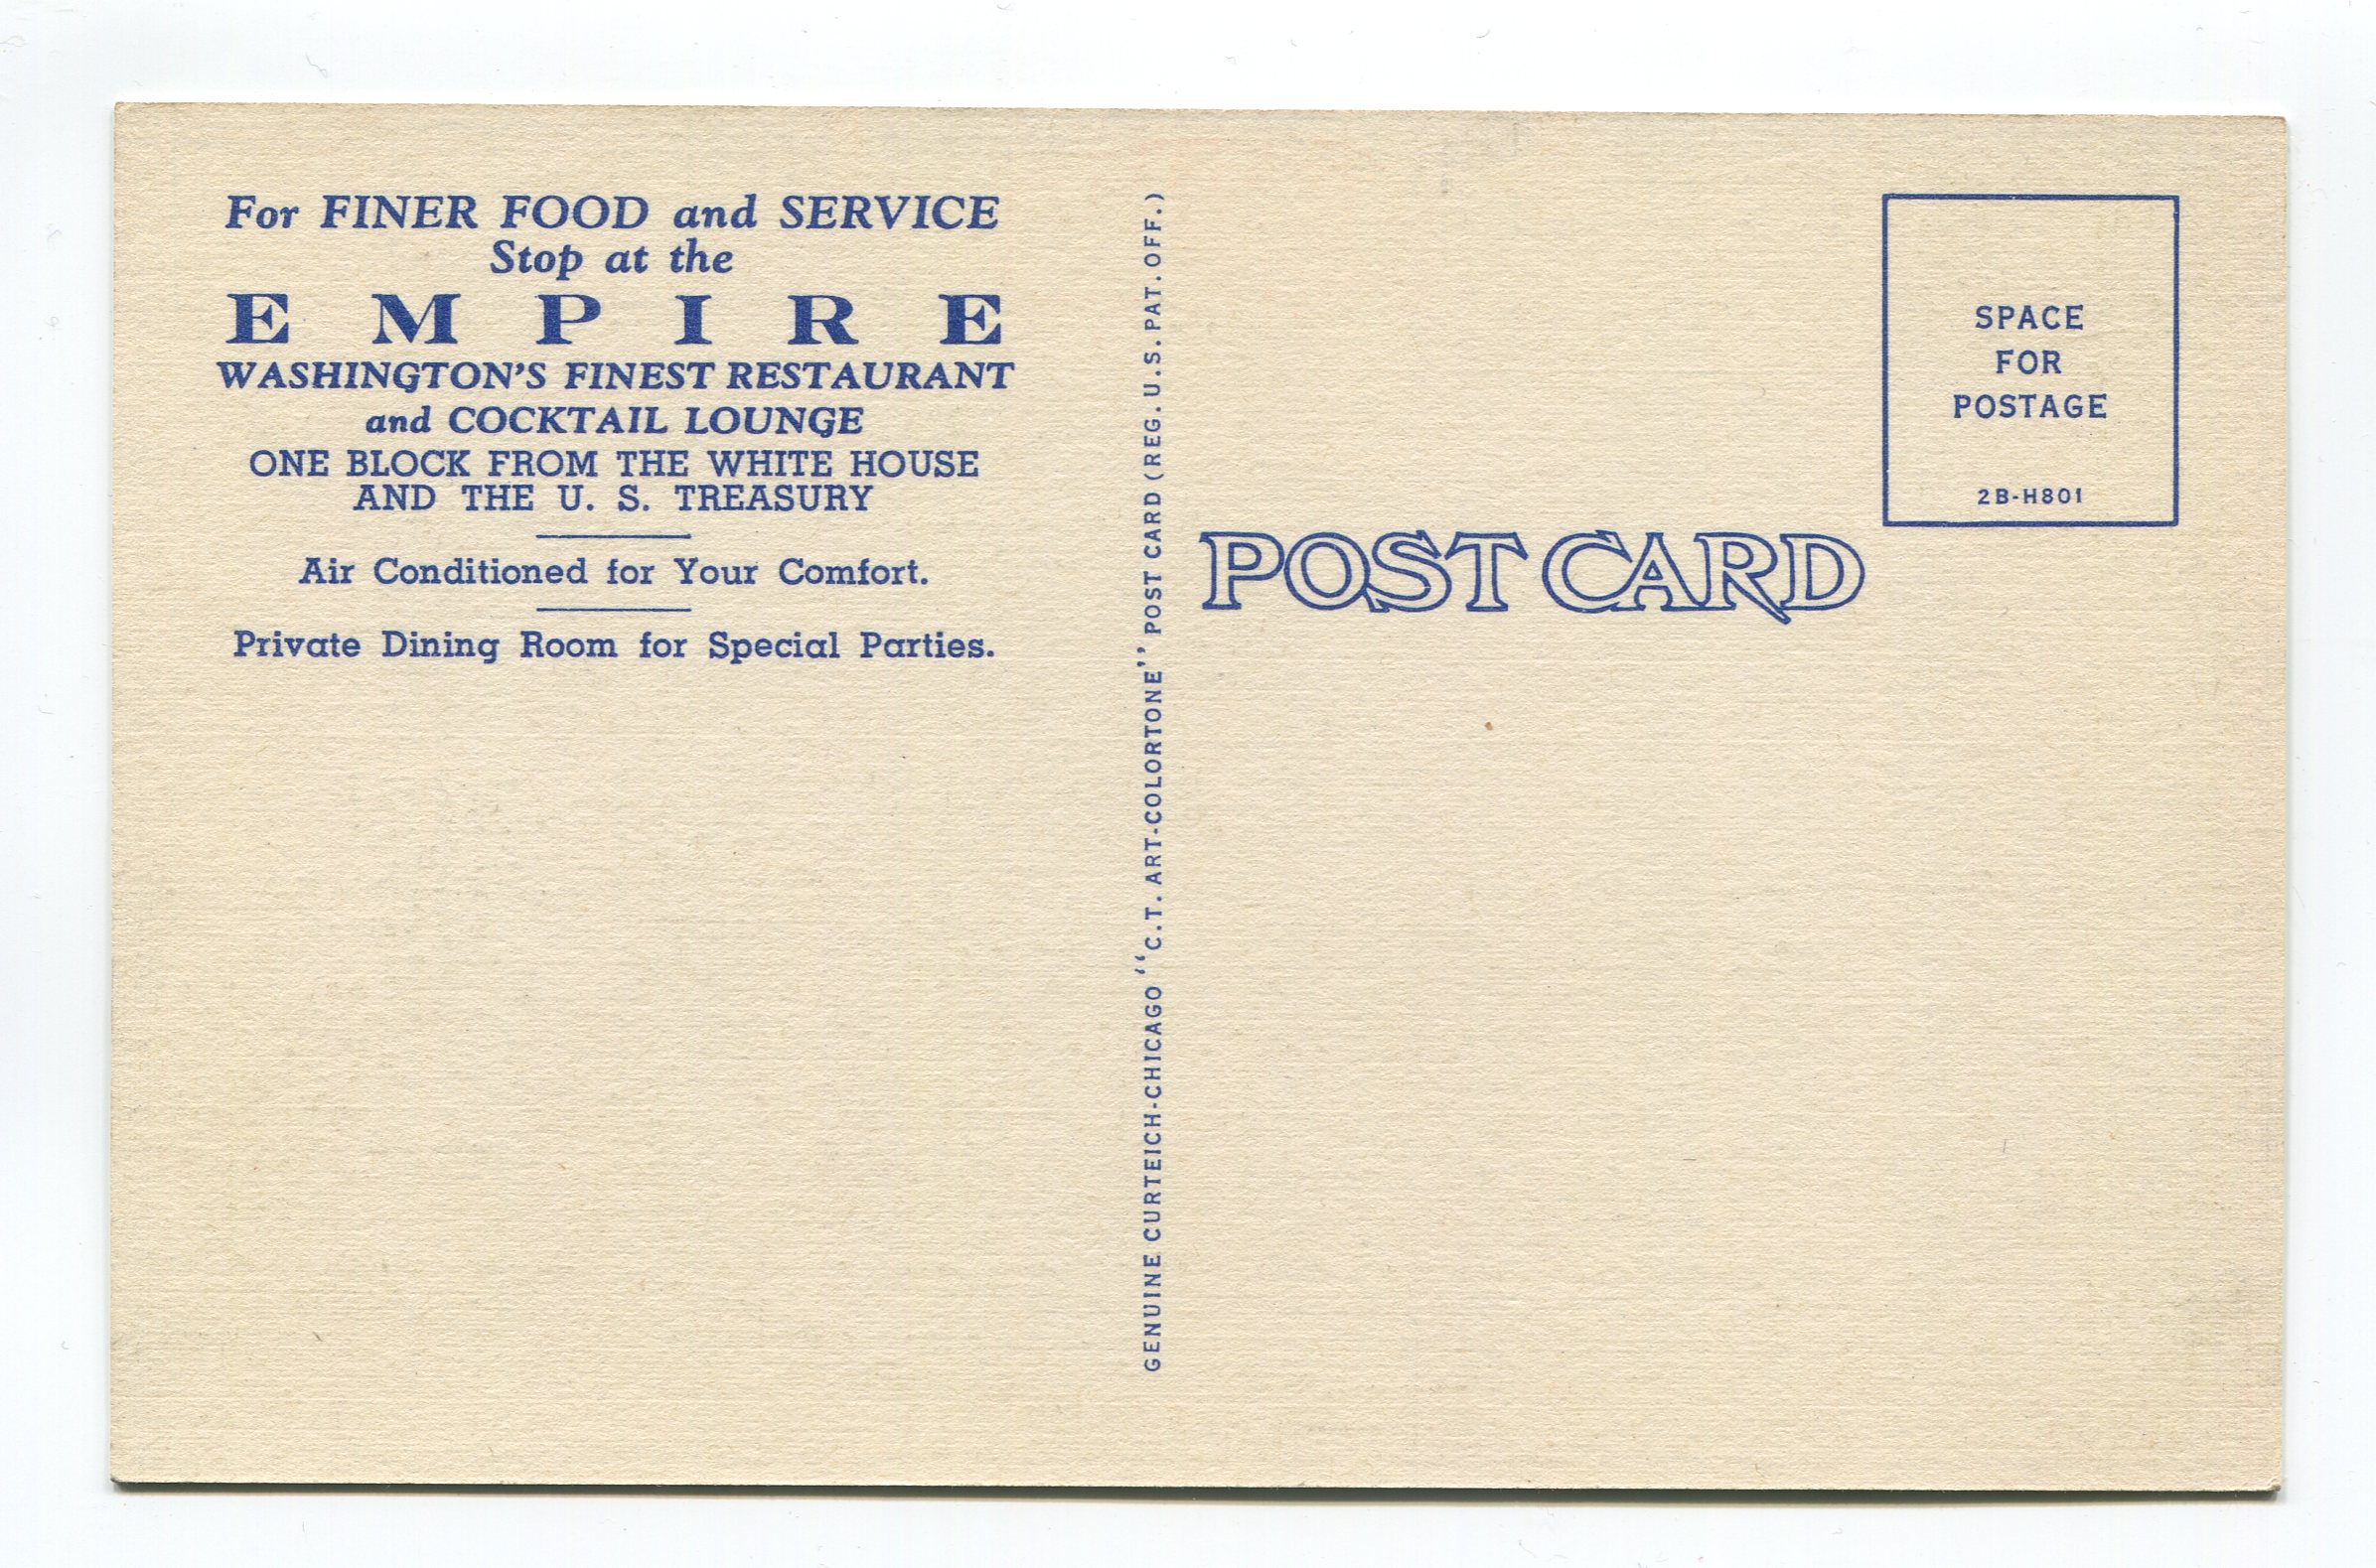 For FINER FOOD and SERVICE
Stop at the
EMPIRE
WASHINGTON'S FINEST RESTAURANT
and COCKTAIL LOUNGE
ONE BLOCK FROM THE WHITE HOUSE
AND THE U. S. TREASURY
Air Conditioned for Your Comfort.
Private Dining Room for Special Parties.
GENUINE CURTEICH-CHICAGO "C.T. ART-COLORTONE" POST CARD (REG. U.S. PAT. OFF.)
POST CARD
SPACE
FOR
POSTAGE
2B-H801